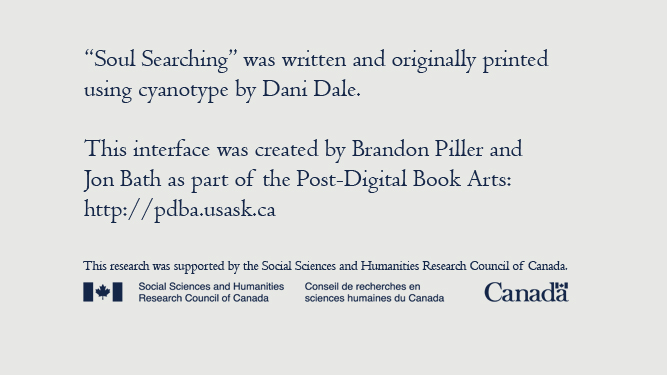 “Soul Searching” was written and originally printed
using cyanotype by Dani Dale.
This interface was created by Brandon Piller and
Jon Bath as part of the Post-Digital Book Arts:
http://pdba.usask.ca
This research was supported by the Social Sciences and Humanities Research Council of Canada.
Social Sciences and Humanities
Research Council of Canada
Conseil de recherches en
sciences humaines du Canada
Canada